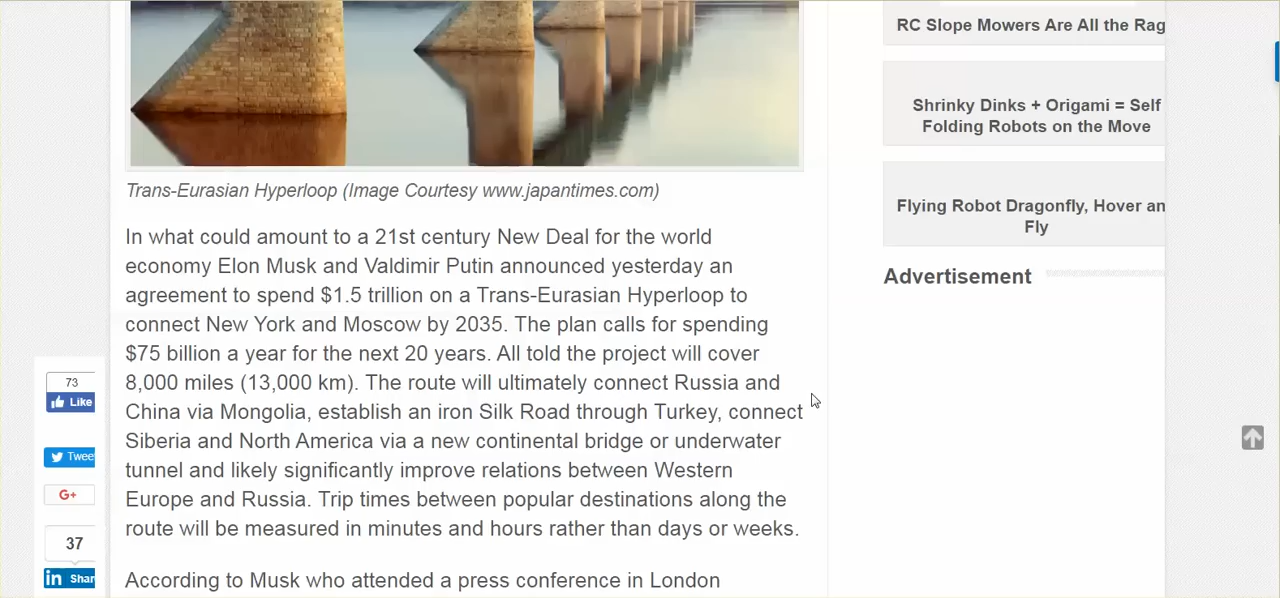 RC Slope Mowers Are All the Rag
Shrinky Dinks + Origami = Self
Folding Robots on the Move
Flying Robot Dragonfly, Hover an
Fly
Advertisement
Trans-Eurasian Hyperloop (Image Courtesy www.japantimes.com)
In what could amount to a 21st century New Deal for the world
economy Elon Musk and Valdimir Putin announced yesterday an
agreement to spend $1.5 trillion on a Trans-Eurasian Hyperloop to
connect New York and Moscow by 2035. The plan calls for spending
$75 billion a year for the next 20 years. All told the project will cover
8,000 miles (13,000 km). The route will ultimately connect Russia and
China via Mongolia, establish an iron Silk Road through Turkey, connect
Siberia and North America via a new continental bridge or underwater
tunnel and likely significantly improve relations between Western
Europe and Russia. Trip times between popular destinations along the
route will be measured in minutes and hours rather than days or weeks.
According to Musk who attended a press conference in London
73
Like
Twee
G+
37
in Shar